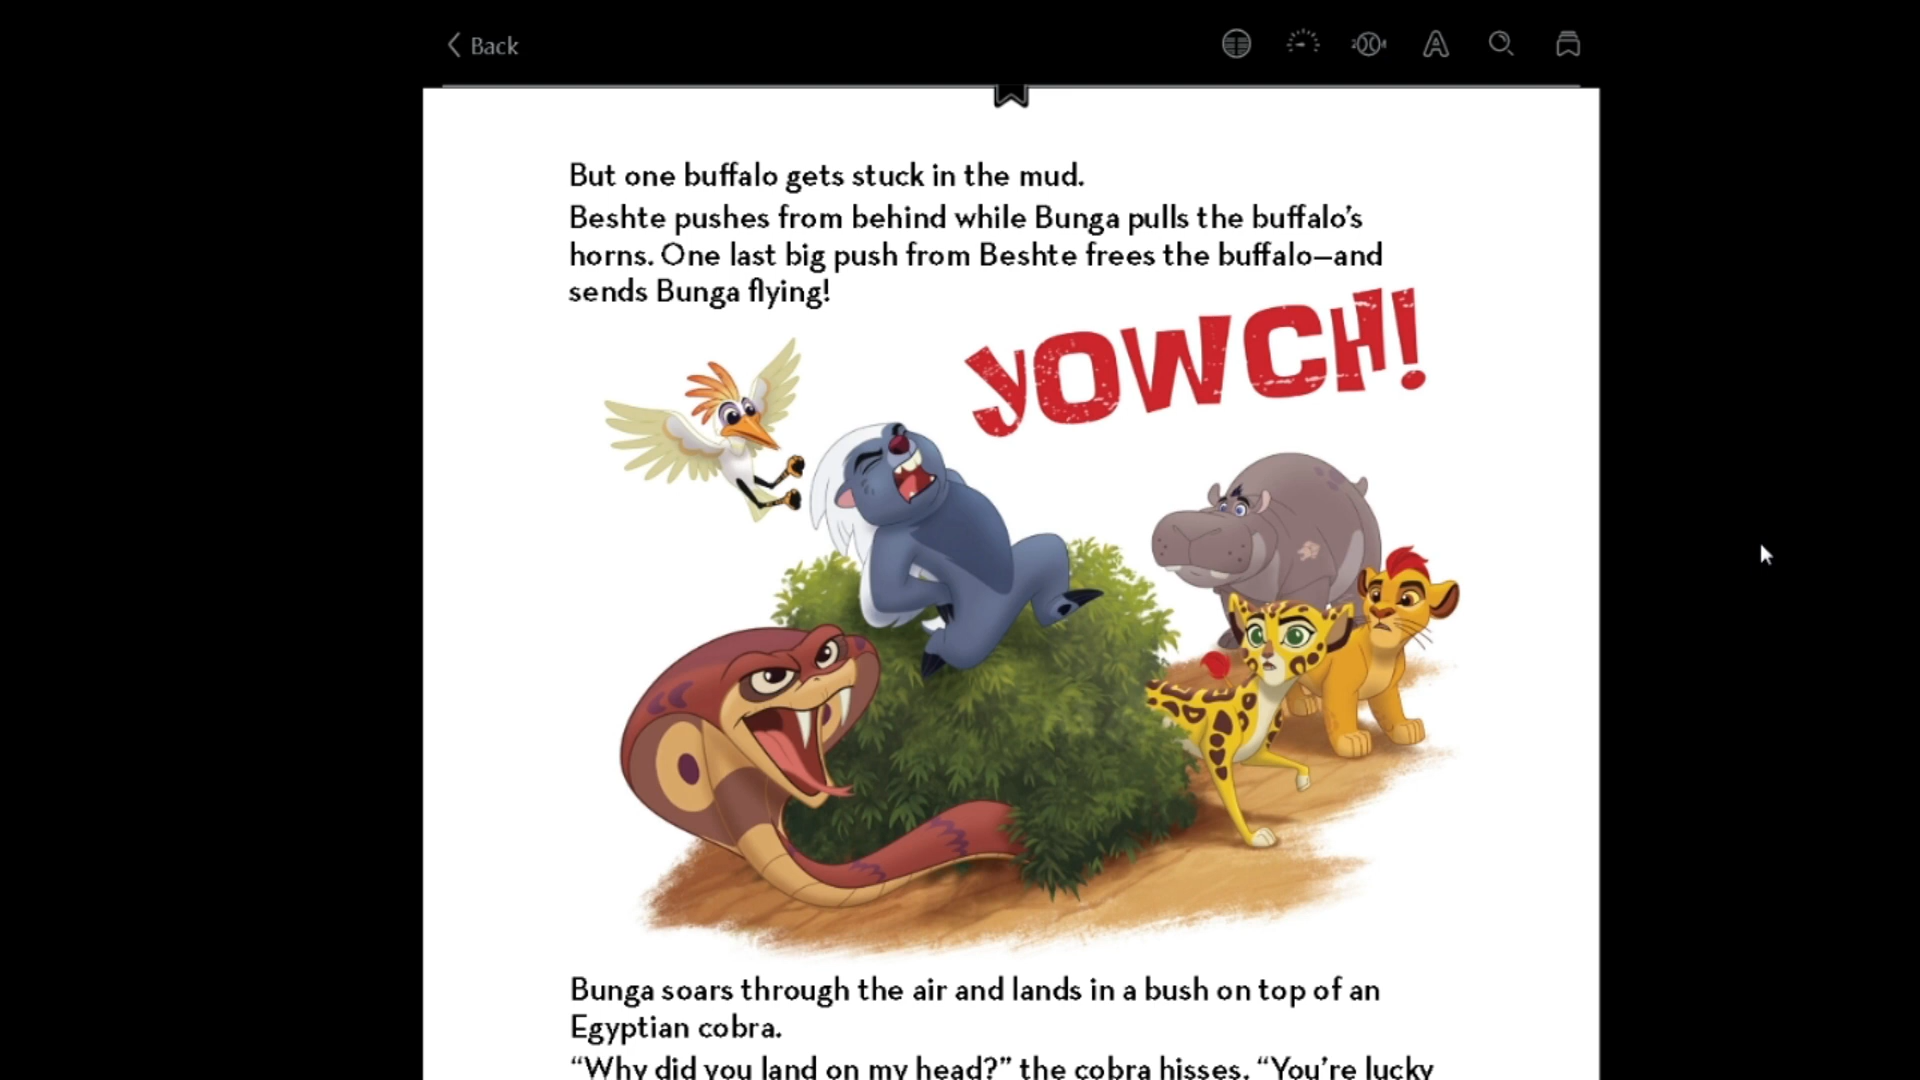 Back
But one buffalo gets stuck in the mud.
Beshte pushes from behind while Bunga pulls the buffalo's
horns. One last big push from Beshte frees the buffalo—and
sends Bunga flying!
YOWCH!
Bunga soars through the air and lands in a bush on top of an
Egyptian cobra.
“Why did you land on my head?” the cobra hisses. “You're lucky